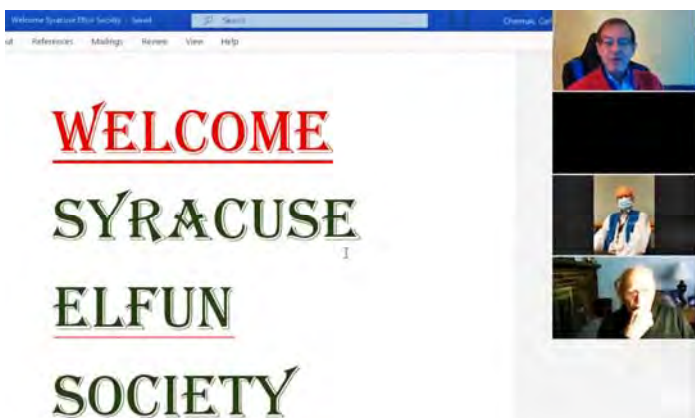 Welcome Syracuse Elfun Society - Saved
Search
References Mailings Review View Help
WELCOME
SYRACUSE
ELFUN
SOCIETY